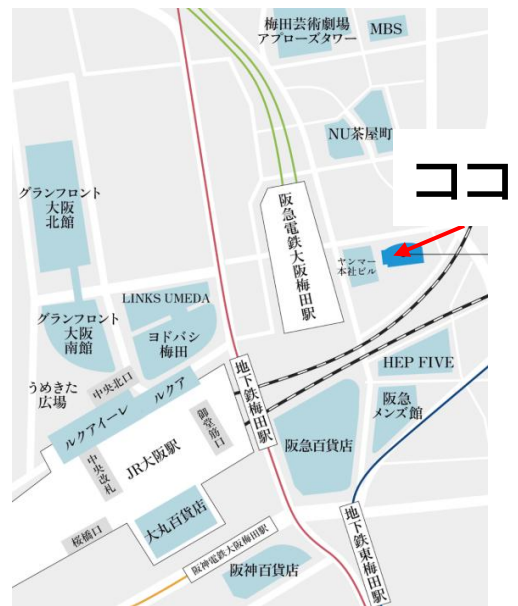 梅田芸術劇場
アプローズタワー
MBS
NU茶屋町
ココ
グランフロント
大阪
北館
阪急電鉄大阪梅田駅
ヤンマー
本社ビル
LINKS UMEDA
グランフロント
大阪
南館
ヨドバシ
梅田
HEP FIVE
うめきた
広場
中央北口
ルクアイーレ
ルクア
地下鉄梅田駅
阪急
メンズ館
御堂筋口
阪急百貨店
中央改札
JR大阪駅
大丸百貨店
桜橋口
阪神電鉄大阪梅田駅
地下鉄東梅田駅
阪神百貨店